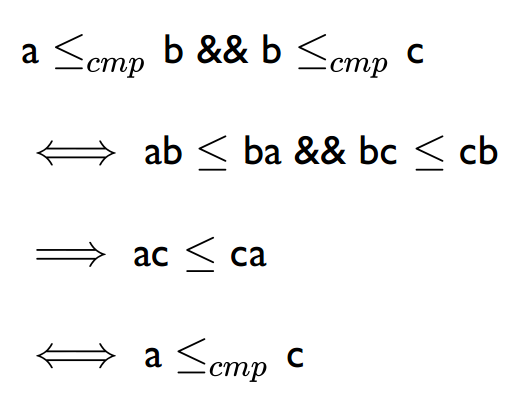 a ≤cmp b && b ≤cmp c
⟺ ab ≤ ba && bc ≤ cb
⟹ ac ≤ ca
⟺ a ≤cmp c